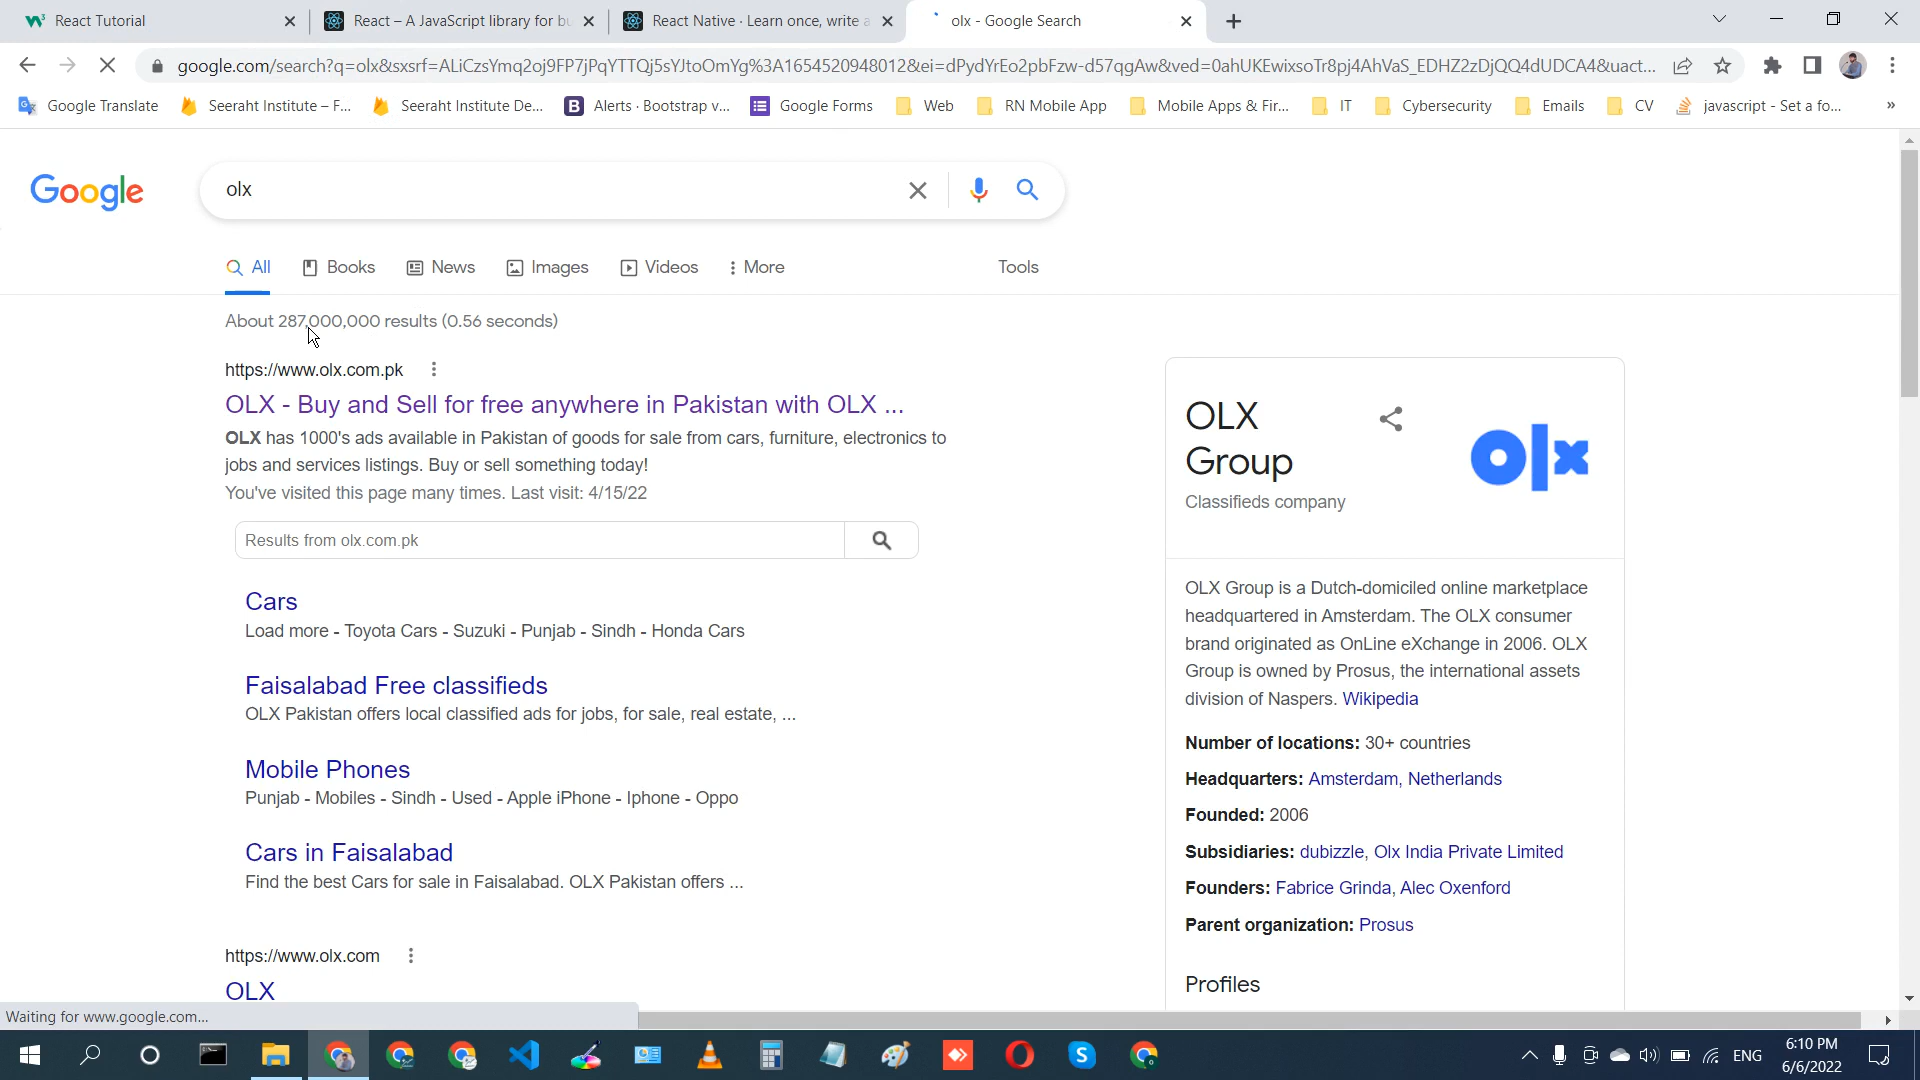 React Tutorial
React – A JavaScript library for bu
React Native · Learn once, write a
olx - Google Search
google.com/search?q=olx&sxsrf=ALiCzsYmq2oj9FP7jPqYTTQj5sYJtoOmYg%3A1654520948012&ei=dPydYrEo2pbFzw-d57qgAw&ved=0ahUKEwixsoTr8pj4AhVaS_EDHZ2zDjQQ4dUDCA4&uact...
Google Translate
Seeraht Institute – F...
Seeraht Institute De...
Alerts · Bootstrap v...
Google Forms
Web
RN Mobile App
Mobile Apps & Fir...
IT
Cybersecurity
Emails
CV
javascript - Set a fo...
»
Google
olx
All
Books
News
Images
Videos
More
Tools
About 287,000,000 results (0.56 seconds)
https://www.olx.com.pk
OLX - Buy and Sell for free anywhere in Pakistan with OLX ...
OLX has 1000's ads available in Pakistan of goods for sale from cars, furniture, electronics to
jobs and services listings. Buy or sell something today!
You've visited this page many times. Last visit: 4/15/22
Results from olx.com.pk
Cars
Load more - Toyota Cars - Suzuki - Punjab - Sindh - Honda Cars
Faisalabad Free classifieds
OLX Pakistan offers local classified ads for jobs, for sale, real estate, ...
Mobile Phones
Punjab - Mobiles - Sindh - Used - Apple iPhone - Iphone - Oppo
Cars in Faisalabad
Find the best Cars for sale in Faisalabad. OLX Pakistan offers ...
https://www.olx.com
OLX
OLX
Group
Classifieds company
olx
OLX Group is a Dutch-domiciled online marketplace
headquartered in Amsterdam. The OLX consumer
brand originated as OnLine eXchange in 2006. OLX
Group is owned by Prosus, the international assets
division of Naspers. Wikipedia
Number of locations: 30+ countries
Headquarters: Amsterdam, Netherlands
Founded: 2006
Subsidiaries: dubizzle, Olx India Private Limited
Founders: Fabrice Grinda, Alec Oxenford
Parent organization: Prosus
Profiles
Waiting for www.google.com...
ENG
6:10 PM
6/6/2022